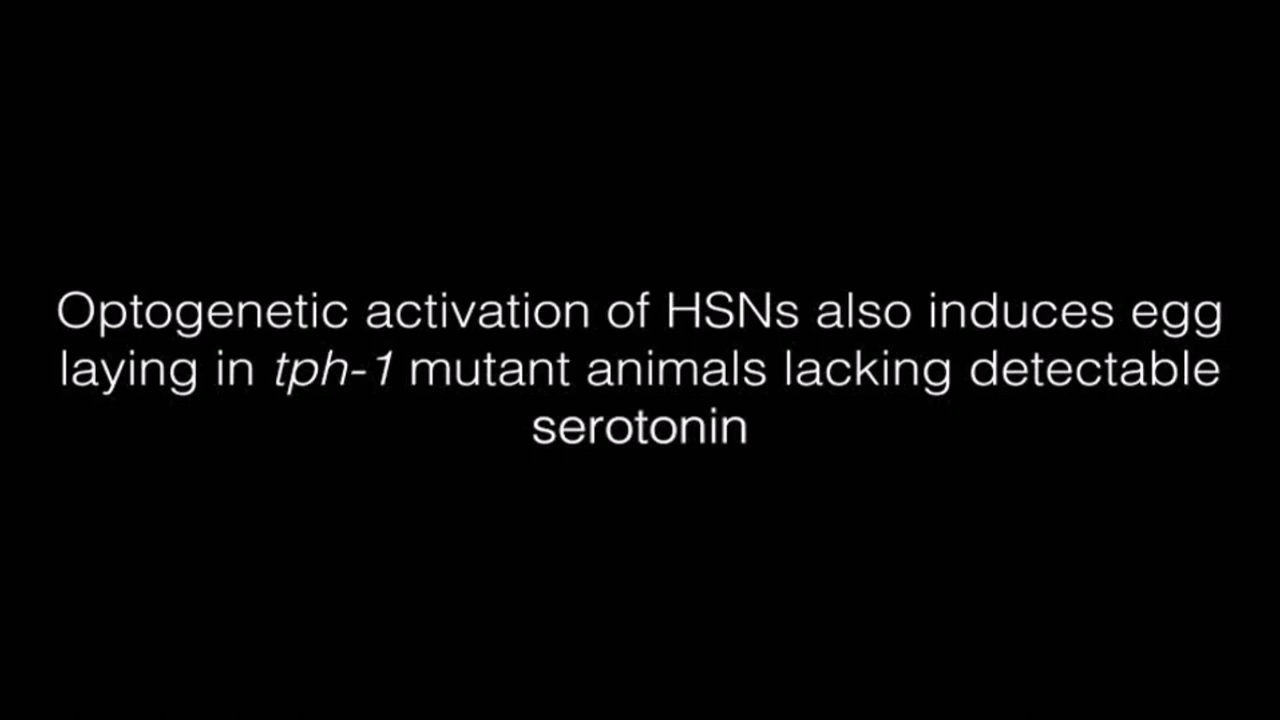 Optogenetic activation of HSNs also induces egg
laying in tph-1 mutant animals lacking detectable
serotonin